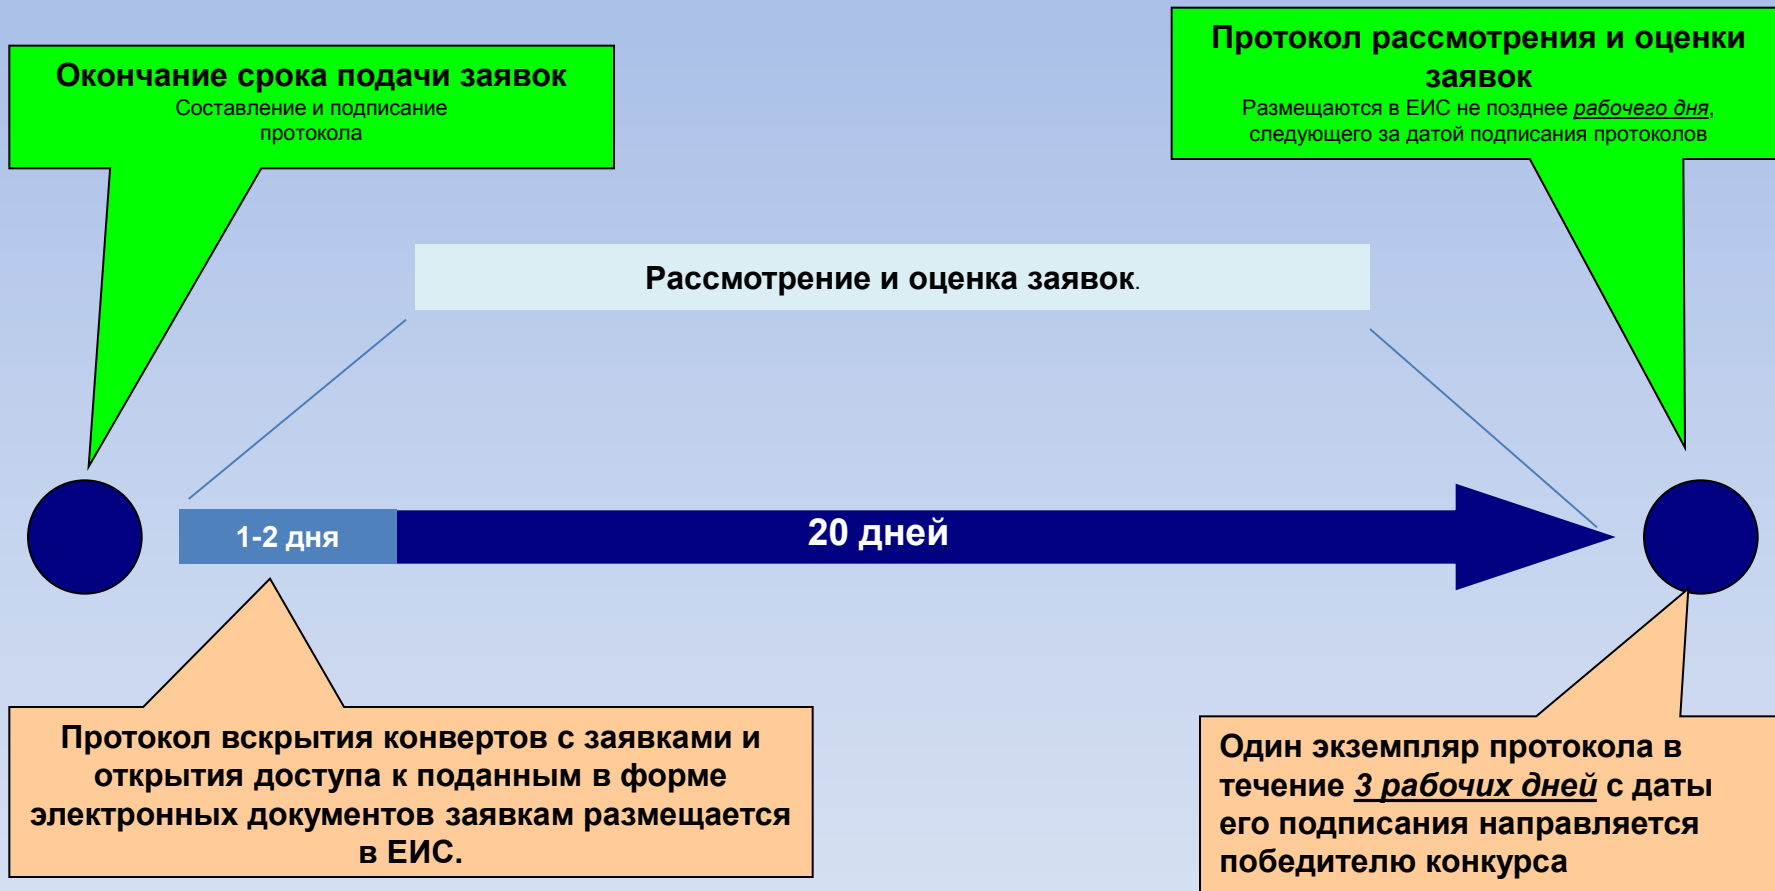 Окончание срока подачи заявок
Составление и подписание
протокола
Протокол рассмотрения и оценки
заявок
Размещаются в ЕИС не позднее рабочего дня,
следующего за датой подписания протоколов
Рассмотрение и оценка заявок.
1-2 дня
20 дней
Протокол вскрытия конвертов с заявками и
открытия доступа к поданным в форме
электронных документов заявкам размещается
в ЕИС.
Один экземпляр протокола в
течение 3 рабочих дней с даты
его подписания направляется
победителю конкурса